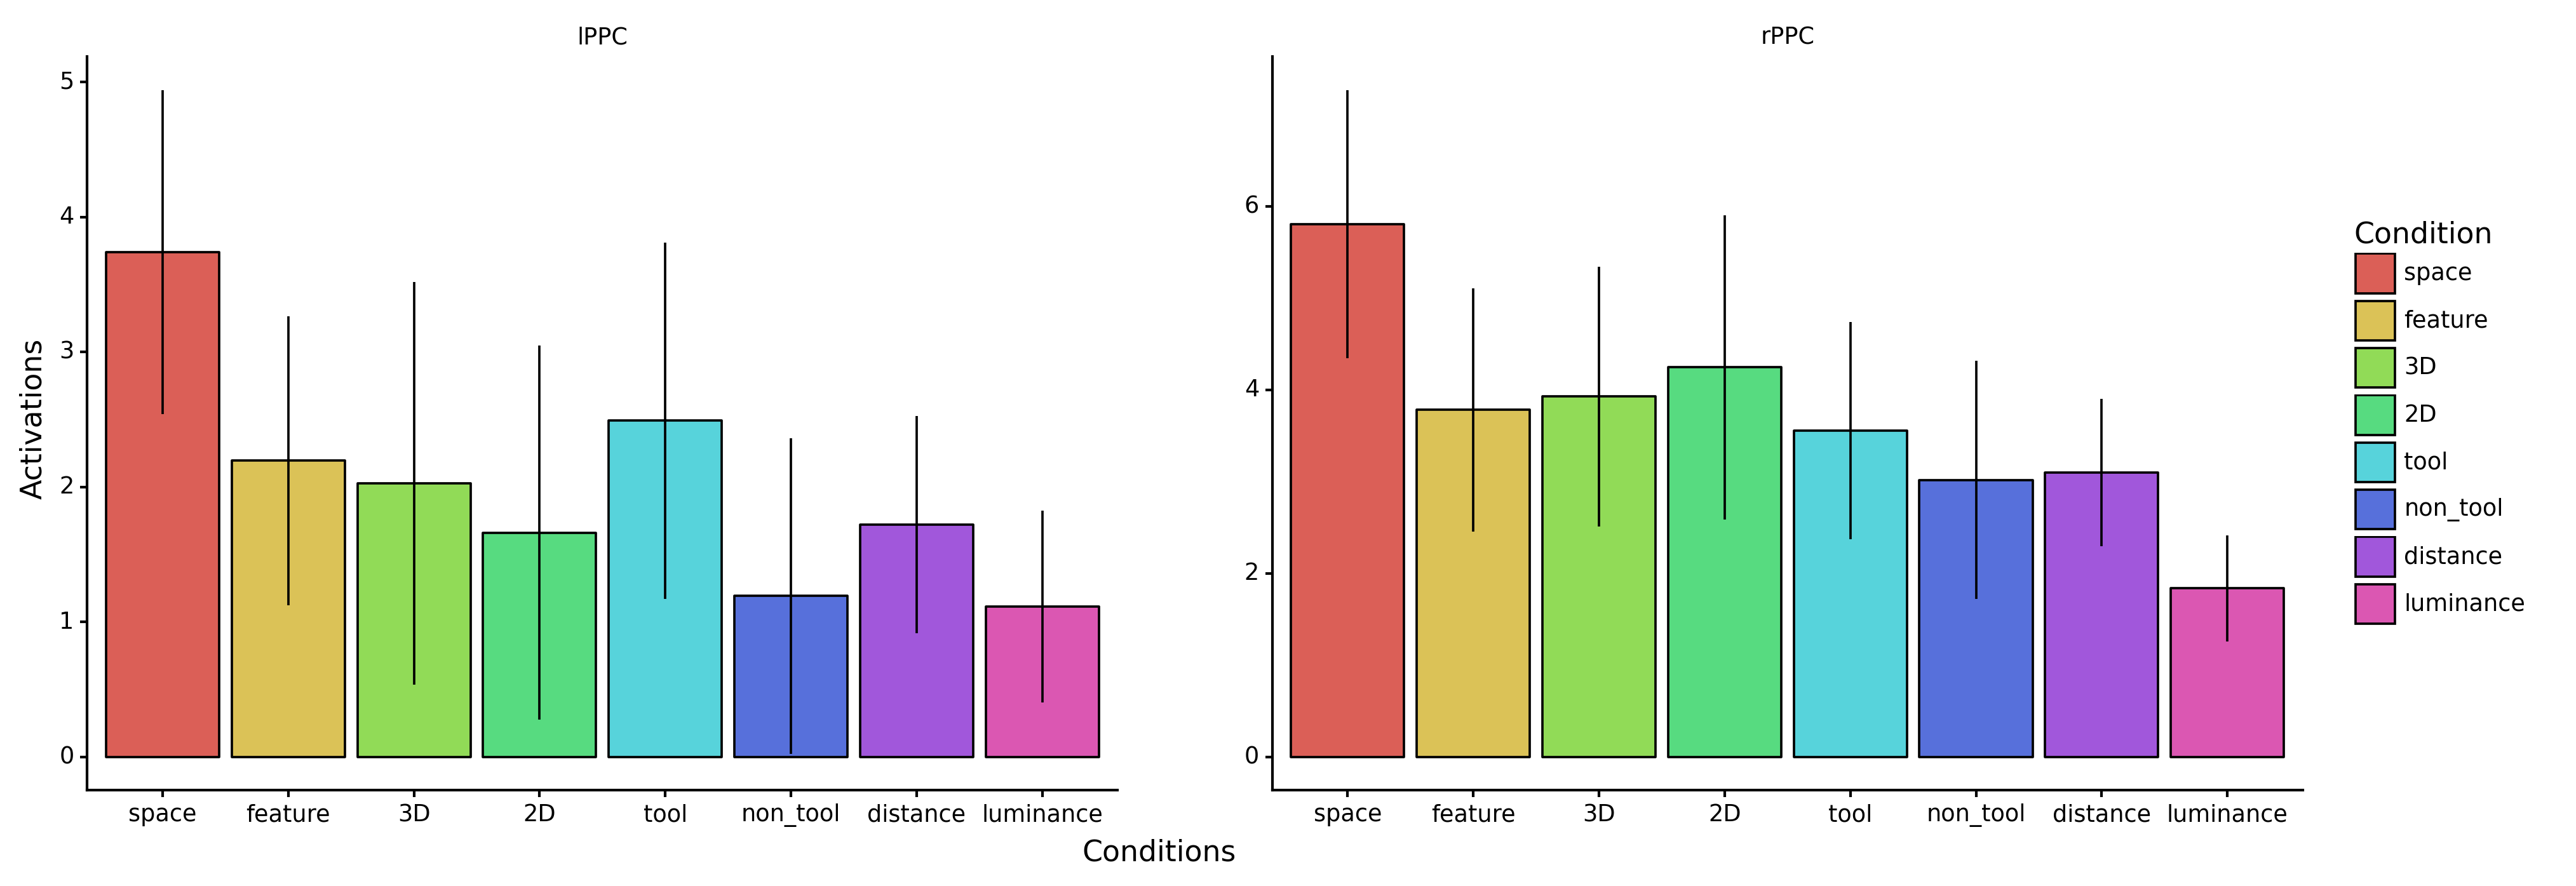 lPPC
rPPC
Activations
5
4
3
2
1
0
6
4
2
0
space feature 3D 2D tool non_tool distance luminance
space feature 3D 2D tool non_tool distance luminance
Conditions
Condition
space
feature
3D
2D
tool
non_tool
distance
luminance